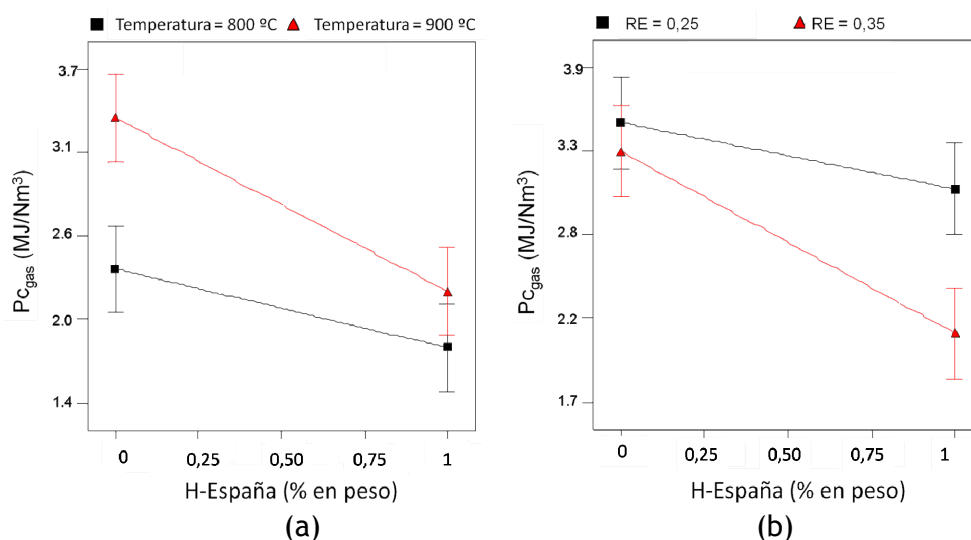 Temperatura = 800 ºC Temperatura = 900 ºC
3.7
3.1
2.6
2.0
1.4
Pcgas (MJ/Nm³)
0 0,25 0,50 0,75 1
H-España (% en peso)
(a)
RE = 0,25 RE = 0,35
3.9
3.3
2.8
2.2
1.7
Pcgas (MJ/Nm³)
0 0,25 0,50 0,75 1
H-España (% en peso)
(b)